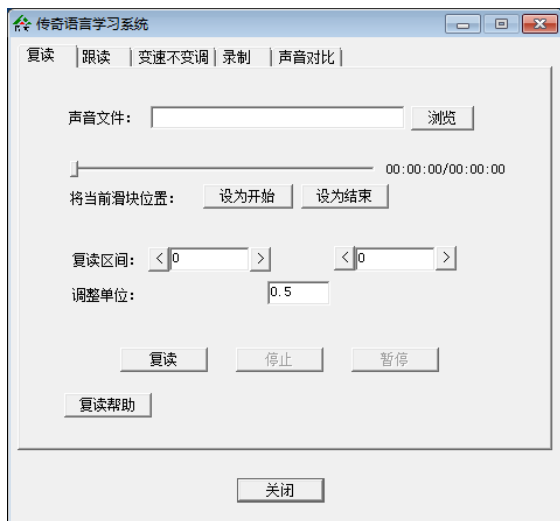 传奇语言学习系统
复读 跟读 变速不变调 录制 声音对比
声音文件： 浏览
00:00:00/00:00:00
将当前滑块位置： 设为开始 设为结束
复读区间： < 0 > < 0 >
调整单位： 0.5
复读 停止 暂停
复读帮助
关闭